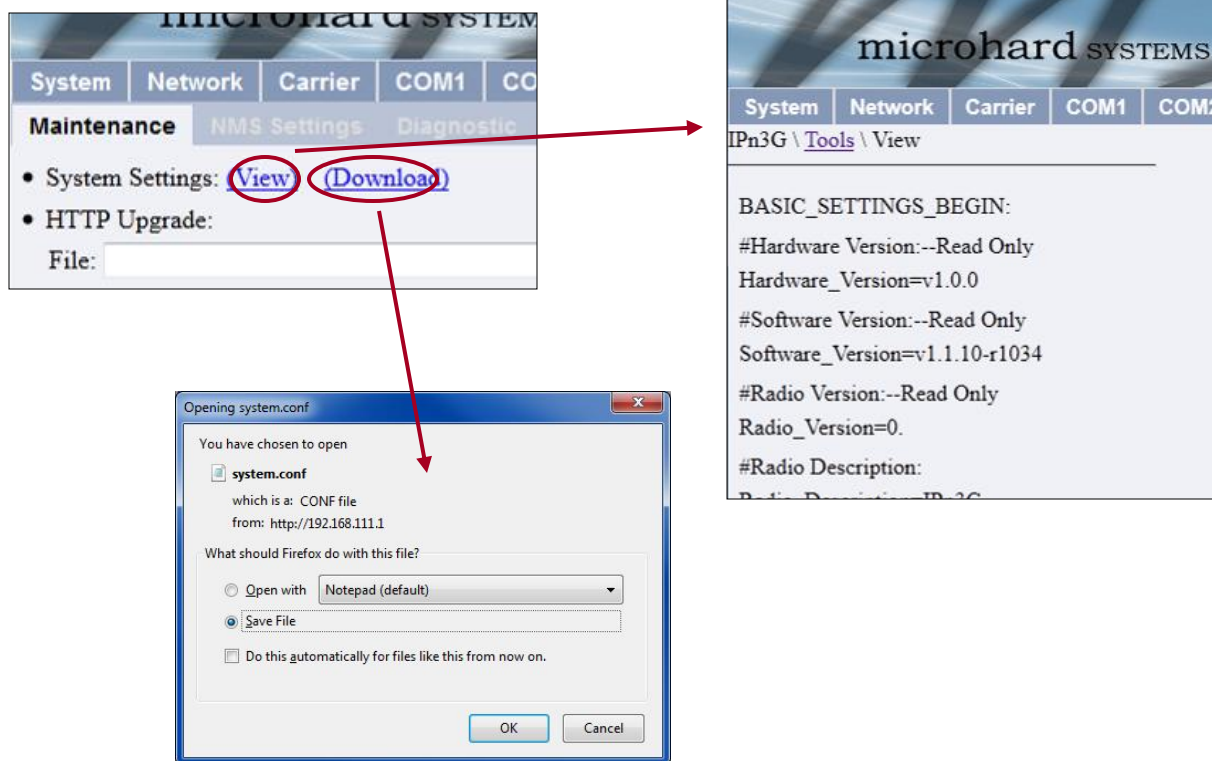 microhard SYSTEM
System Network Carrier COM1 CO
Maintenance NMS Settings Diagnostic
• System Settings: (View) (Download)
• HTTP Upgrade:
File:
microhard SYSTEMS
System Network Carrier COM1 COM2
IPn3G \ Tools \ View
BASIC_SETTINGS_BEGIN:
#Hardware Version:--Read Only
Hardware_Version=v1.0.0
#Software Version:--Read Only
Software_Version=v1.1.10-r1034
#Radio Version:--Read Only
Radio_Version=0.
#Radio Description:
Radio_Description=IPn3G
Opening system.conf
You have chosen to open
system.conf
which is a: CONF file
from: http://192.168.111.1
What should Firefox do with this file?
Open with Notepad (default)
Save File
Do this automatically for files like this from now on.
OK Cancel